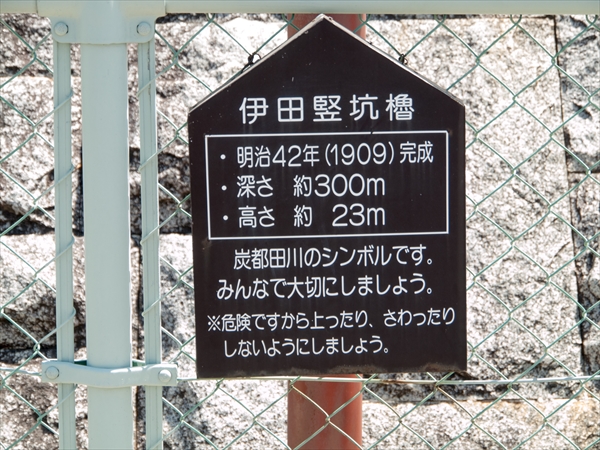 伊田竪坑櫓
・明治42年(1909)完成
・深さ 約300m
・高さ 約 23m
炭都田川のシンボルです。
みんなで大切にしましょう。
※危険ですから上ったり、さわったり
しないようにしましょう。